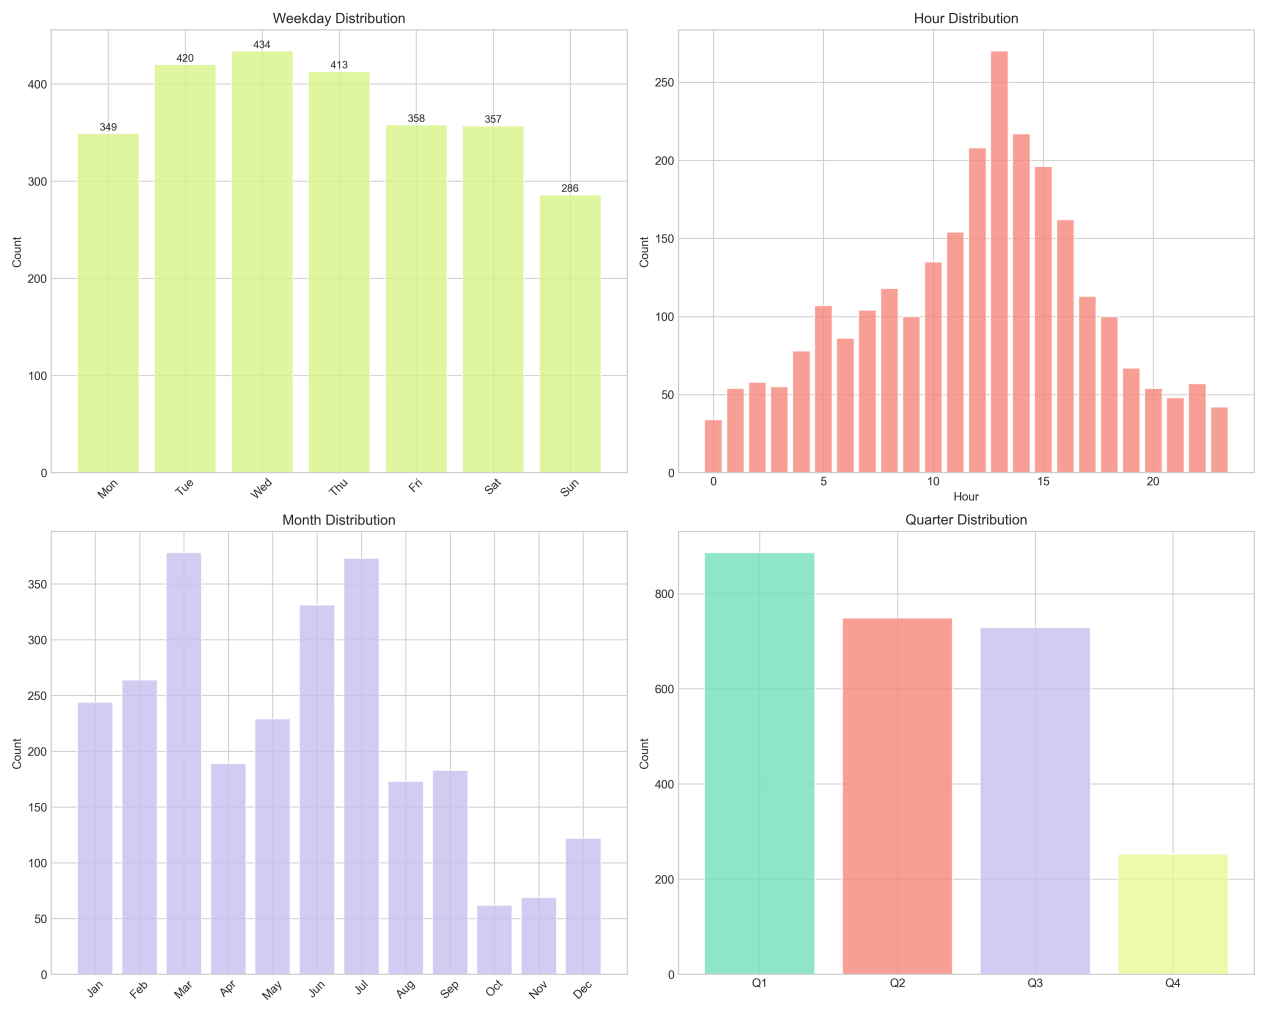 Weekday Distribution
Count
400
300
200
100
0
349
420
434
413
358
357
286
Mon
Tue
Wed
Thu
Fri
Sat
Sun
Hour Distribution
Count
250
200
150
100
50
0
0
5
10
15
20
Hour
Month Distribution
Count
350
300
250
200
150
100
50
0
Jan
Feb
Mar
Apr
May
Jun
Jul
Aug
Sep
Oct
Nov
Dec
Quarter Distribution
Count
800
600
400
200
0
Q1
Q2
Q3
Q4